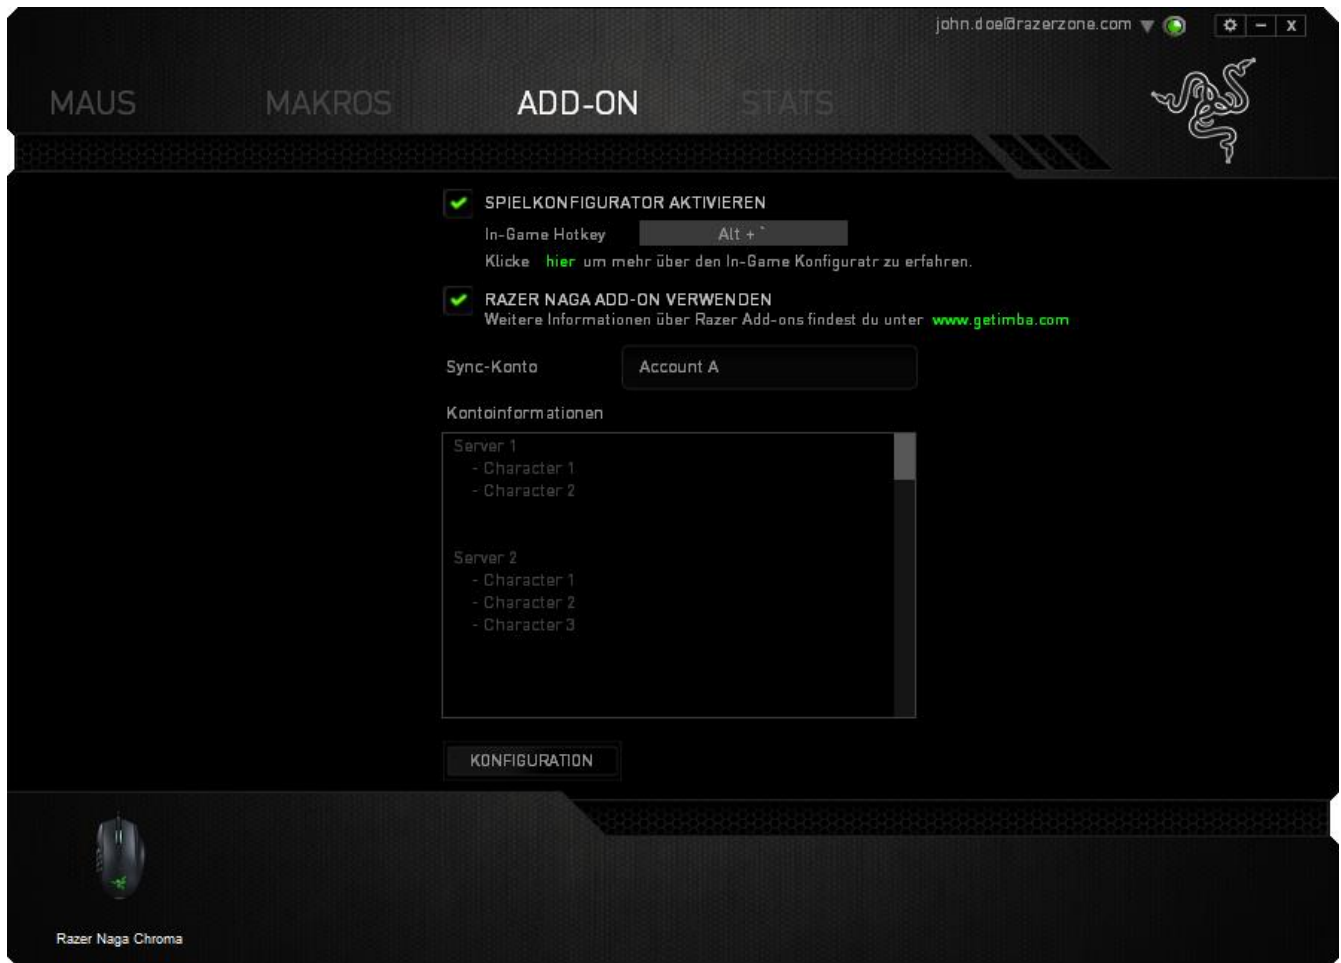 john.doe@razerzone.com
X
MAUS MAKROS ADD-ON STATS
SPIELKONFIGURATOR AKTIVIEREN
In-Game Hotkey Alt + `
Klicke hier um mehr über den In-Game Konfiguratr zu erfahren.
RAZER NAGA ADD-ON VERWENDEN
Weitere Informationen über Razer Add-ons findest du unter www.getimba.com
Sync-Konto Account A
Kontoinformationen
Server 1
- Character 1
- Character 2
Server 2
- Character 1
- Character 2
- Character 3
KONFIGURATION
Razer Naga Chroma